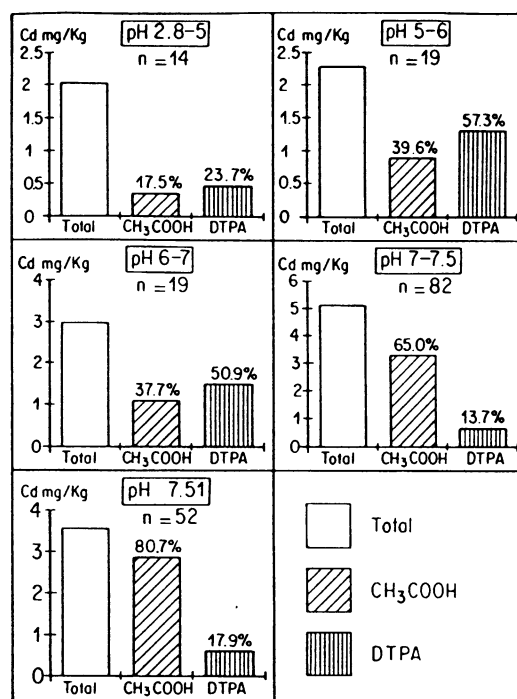 Cd mg/Kg
pH 2.8-5
n = 14
2.5
2
1.5
1
0.5
0
17.5%
23.7%
Total
CH₃COOH
DTPA
Cd mg/Kg
pH 5-6
n = 19
2.5
2
1.5
1
0.5
0
39.6%
57.3%
Total
CH₃COOH
DTPA
Cd mg/Kg
pH 6-7
n = 19
4
3
2
1
0
37.7%
50.9%
Total
CH₃COOH
DTPA
Cd mg/Kg
pH 7-7.5
n = 82
6
5
4
3
2
1
0
65.0%
13.7%
Total
CH₃COOH
DTPA
Cd mg/Kg
pH 7.51
n = 52
4
3
2
1
0
80.7%
17.9%
Total
CH₃COOH
DTPA
Total
CH₃COOH
DTPA